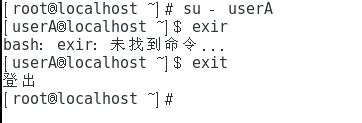 [root@localhost ~]# su - userA
[userA@localhost ~]$ exir
bash: exir: 未找到命令...
[userA@localhost ~]$ exit
登出
[root@localhost ~]#